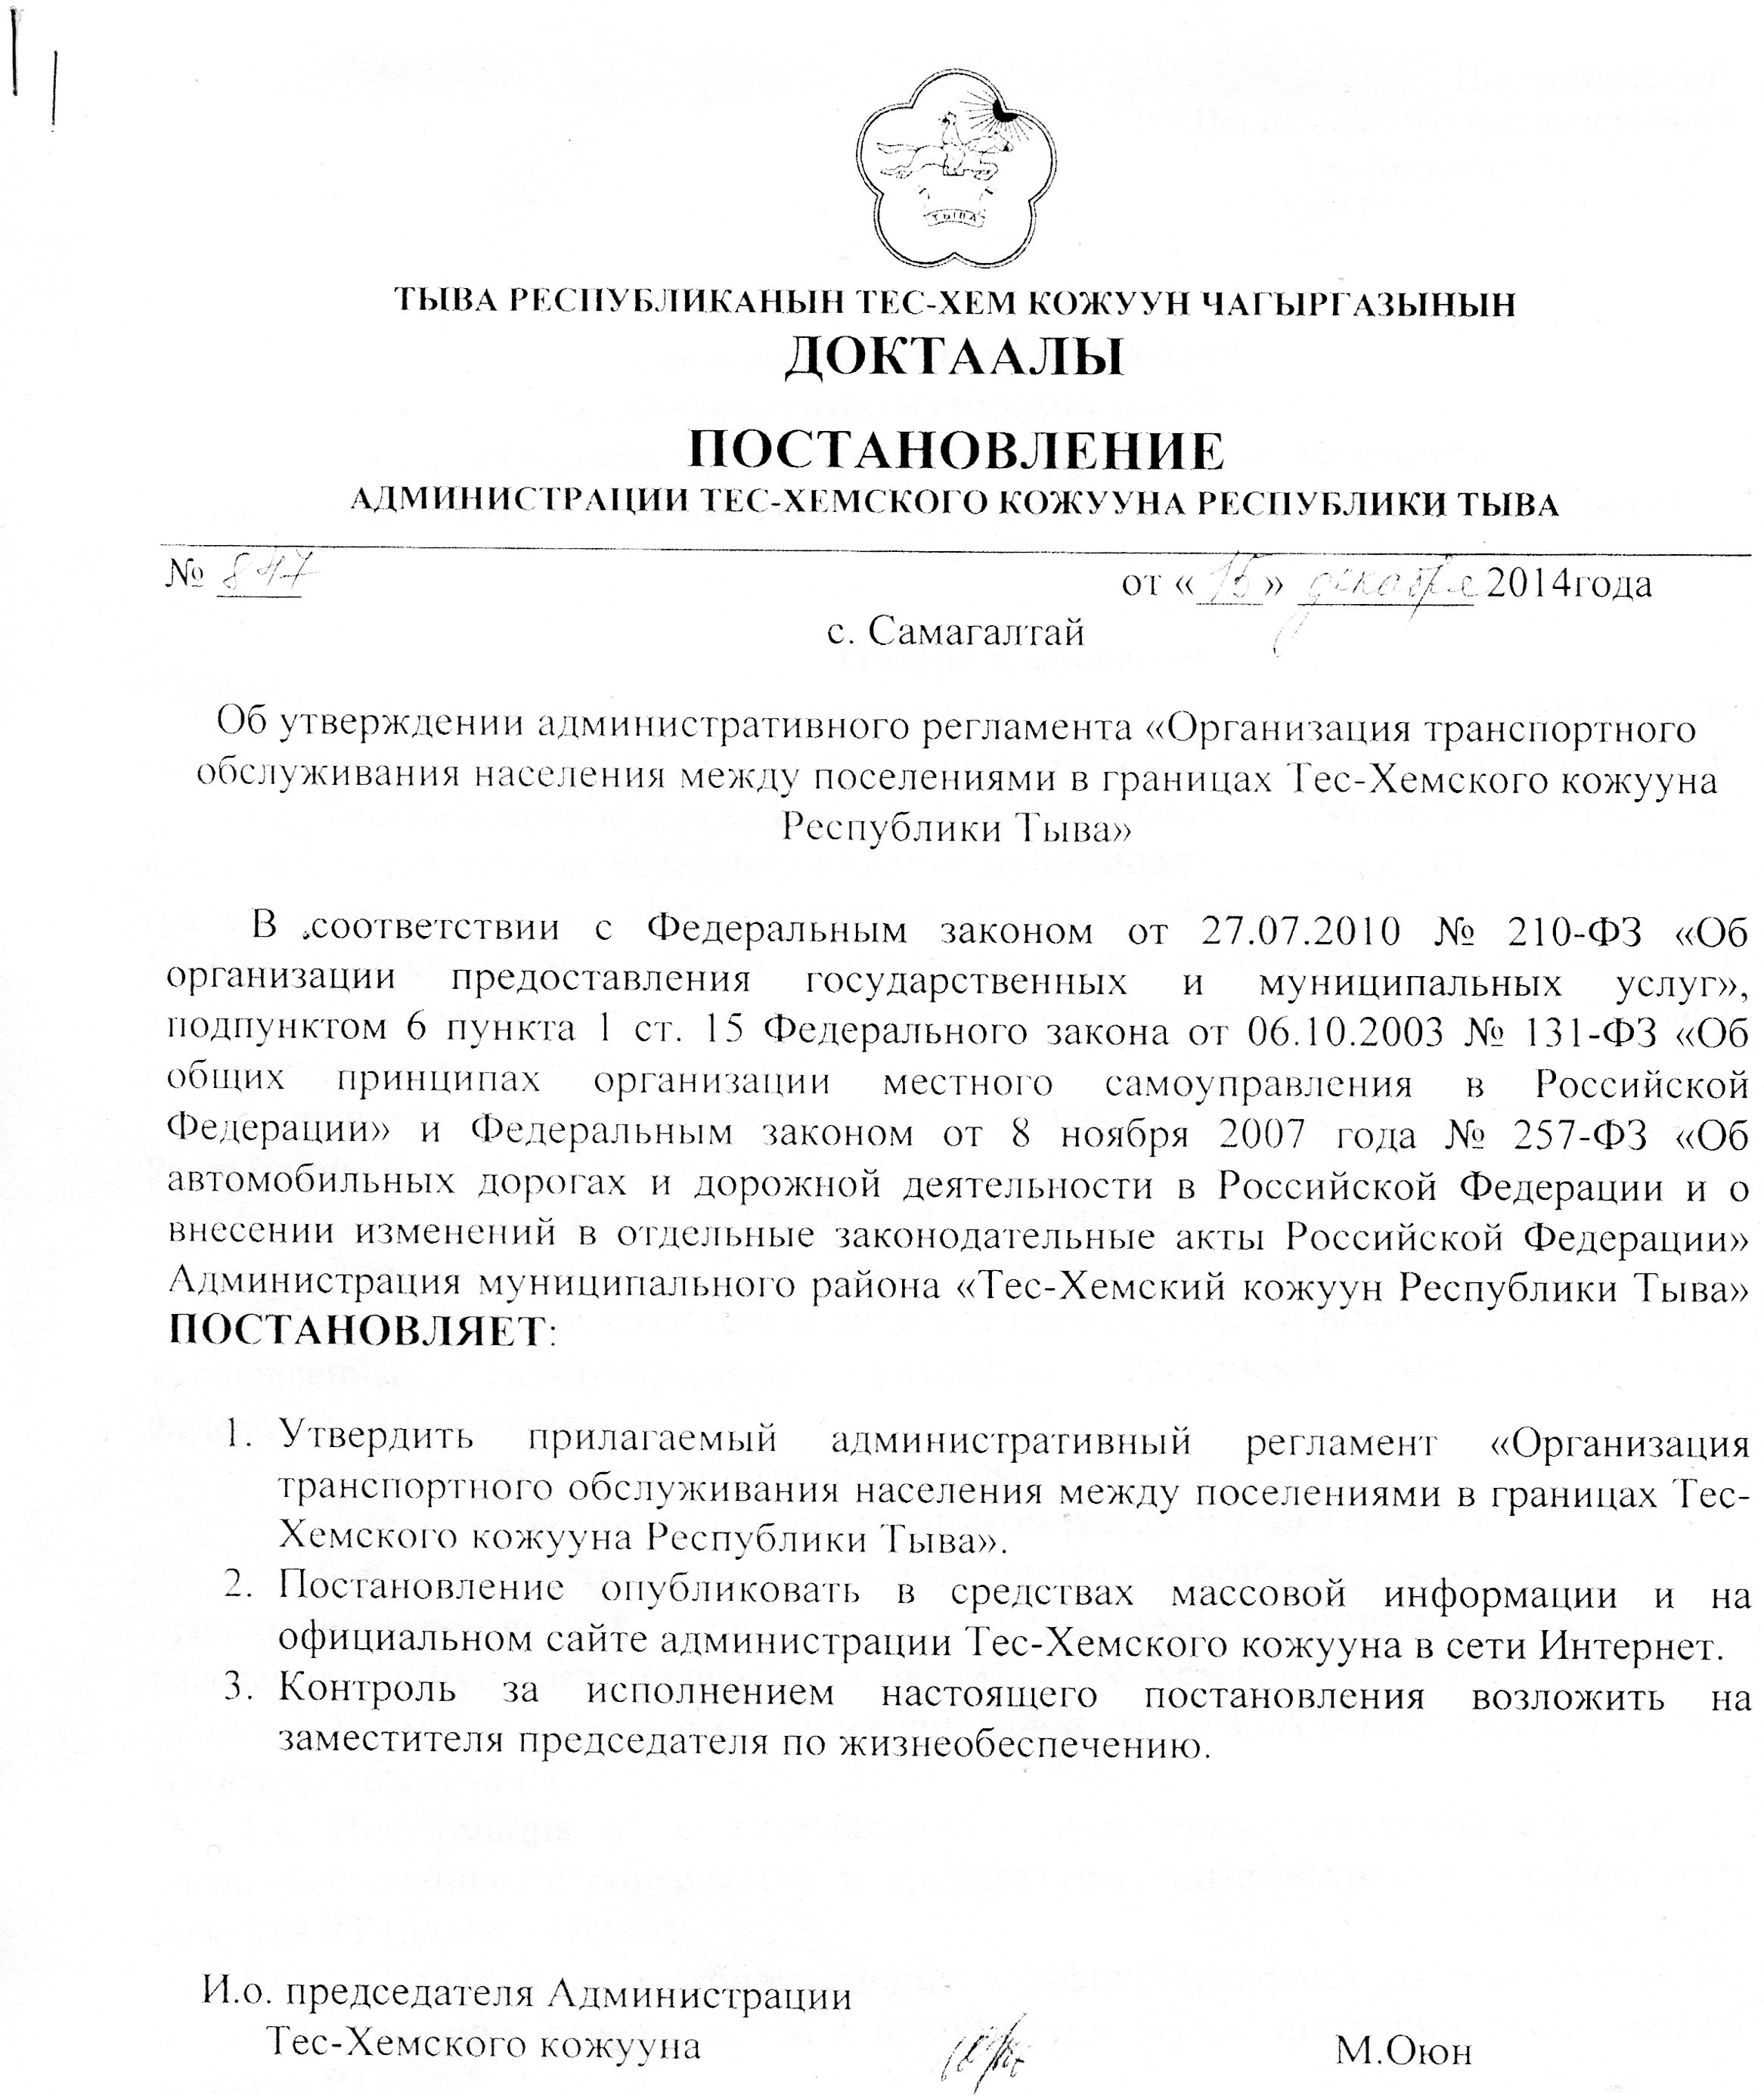 ТЫВА
ТЫВА РЕСПУБЛИКАНЫН ТЕС-ХЕМ КОЖУУН ЧАГЫРГАЗЫНЫН
ДОКТААЛЫ
ПОСТАНОВЛЕНИЕ
АДМИНИСТРАЦИИ ТЕС-ХЕМСКОГО КОЖУУНА РЕСПУБЛИКИ ТЫВА
№ 847 от «15» декабря 2014года
с. Самагалтай
Об утверждении административного регламента «Организация транспортного
обслуживания населения между поселениями в границах Тес-Хемского кожууна
Республики Тыва»
В соответствии с Федеральным законом от 27.07.2010 № 210-ФЗ «Об
организации предоставления государственных и муниципальных услуг»,
подпунктом 6 пункта 1 ст. 15 Федерального закона от 06.10.2003 № 131-ФЗ «Об
общих принципах организации местного самоуправления в Российской
Федерации» и Федеральным законом от 8 ноября 2007 года № 257-ФЗ «Об
автомобильных дорогах и дорожной деятельности в Российской Федерации и о
внесении изменений в отдельные законодательные акты Российской Федерации»
Администрация муниципального района «Тес-Хемский кожуун Республики Тыва»
ПОСТАНОВЛЯЕТ:
1. Утвердить прилагаемый административный регламент «Организация
транспортного обслуживания населения между поселениями в границах Тес-
Хемского кожууна Республики Тыва».
2. Постановление опубликовать в средствах массовой информации и на
официальном сайте администрации Тес-Хемского кожууна в сети Интернет.
3. Контроль за исполнением настоящего постановления возложить на
заместителя председателя по жизнеобеспечению.
И.о. председателя Администрации
Тес-Хемского кожууна М.Оюн